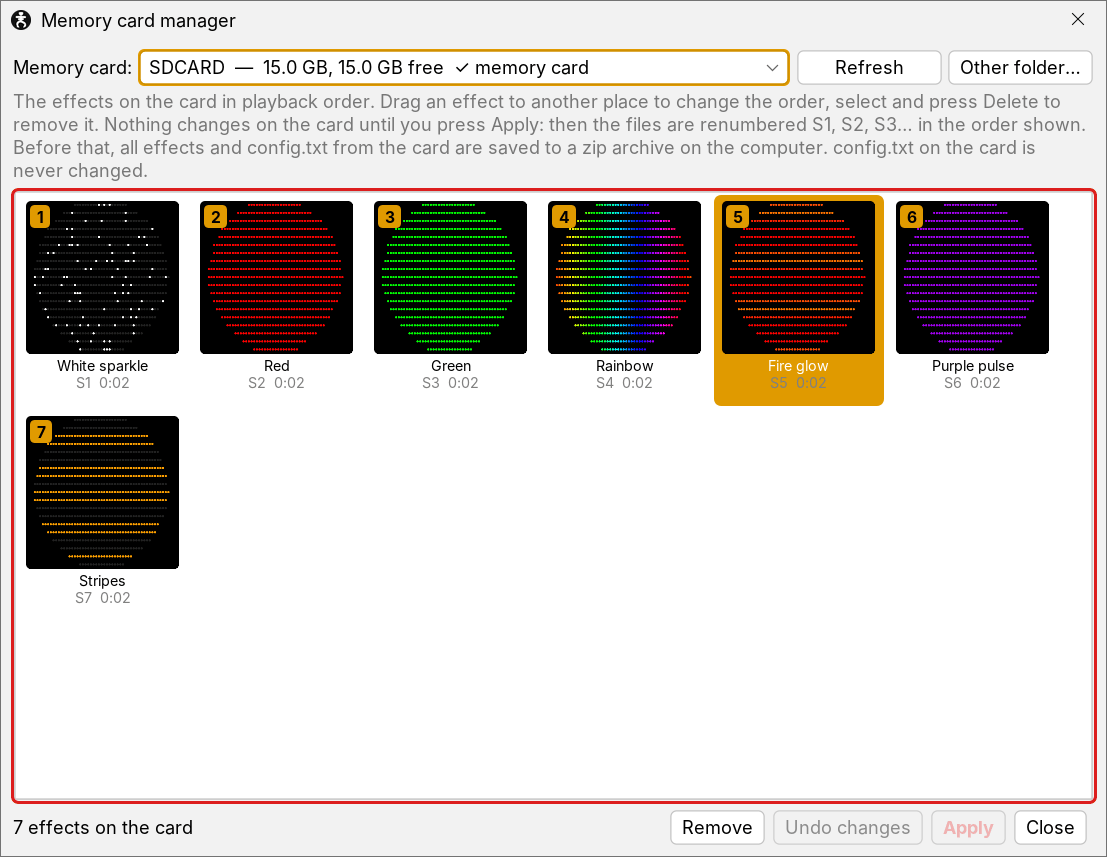 Memory card manager
Memory card: SDCARD — 15.0 GB, 15.0 GB free ✓ memory card Refresh Other folder...
The effects on the card in playback order. Drag an effect to another place to change the order, select and press Delete to
remove it. Nothing changes on the card until you press Apply: then the files are renumbered S1, S2, S3... in the order shown.
Before that, all effects and config.txt from the card are saved to a zip archive on the computer. config.txt on the card is
never changed.
1 2 3 4 5 6
White sparkle Red Green Rainbow Fire glow Purple pulse
S1 0:02 S2 0:02 S3 0:02 S4 0:02 S5 0:02 S6 0:02
7
Stripes
S7 0:02
7 effects on the card Remove Undo changes Apply Close